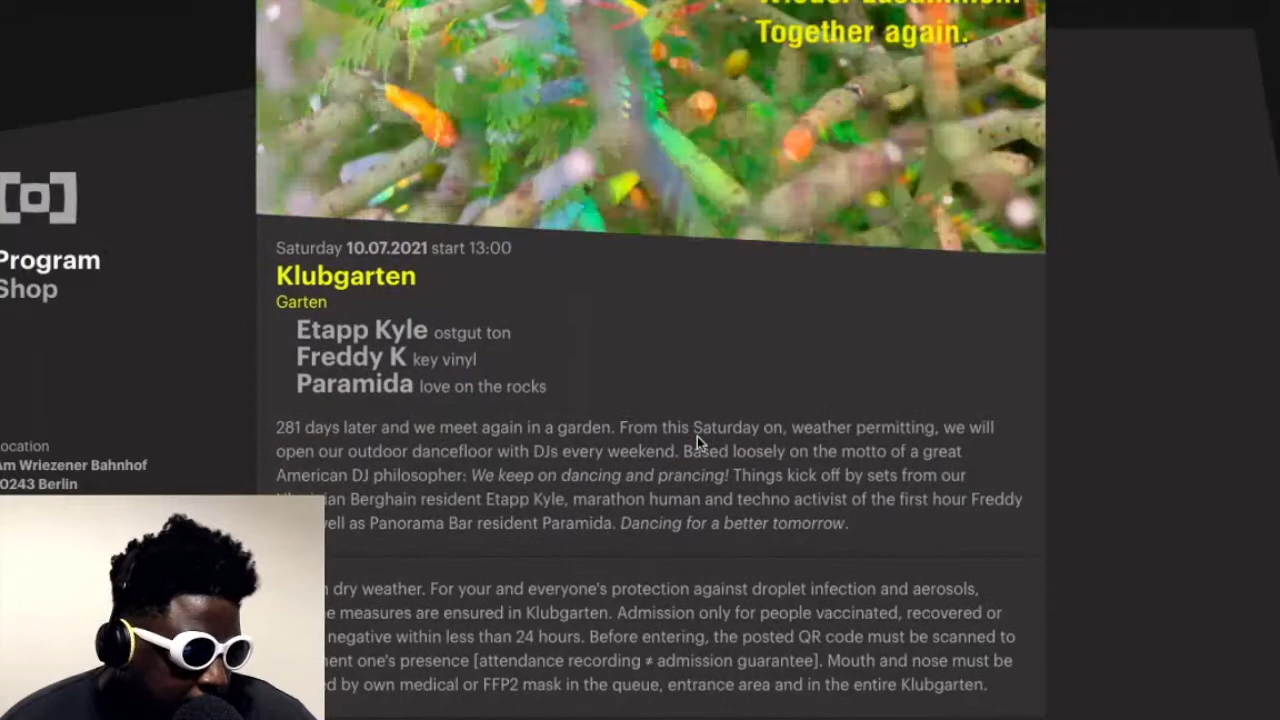 Together again.
Program
Shop
Saturday 10.07.2021 start 13:00
Klubgarten
Garten
Etapp Kyle ostgut ton
Freddy K key vinyl
Paramida love on the rocks
281 days later and we meet again in a garden. From this Saturday on, weather permitting, we will
open our outdoor dancefloor with DJs every weekend. Based loosely on the motto of a great
American DJ philosopher: We keep on dancing and prancing! Things kick off by sets from our
Berghain resident Etapp Kyle, marathon human and techno activist of the first hour Freddy
as Panorama Bar resident Paramida. Dancing for a better tomorrow.
dry weather. For your and everyone's protection against droplet infection and aerosols,
measures are ensured in Klubgarten. Admission only for people vaccinated, recovered or
negative within less than 24 hours. Before entering, the posted QR code must be scanned to
one's presence [attendance recording ≠ admission guarantee]. Mouth and nose must be
by own medical or FFP2 mask in the queue, entrance area and in the entire Klubgarten.
ocation
Am Wriezener Bahnhof
10243 Berlin